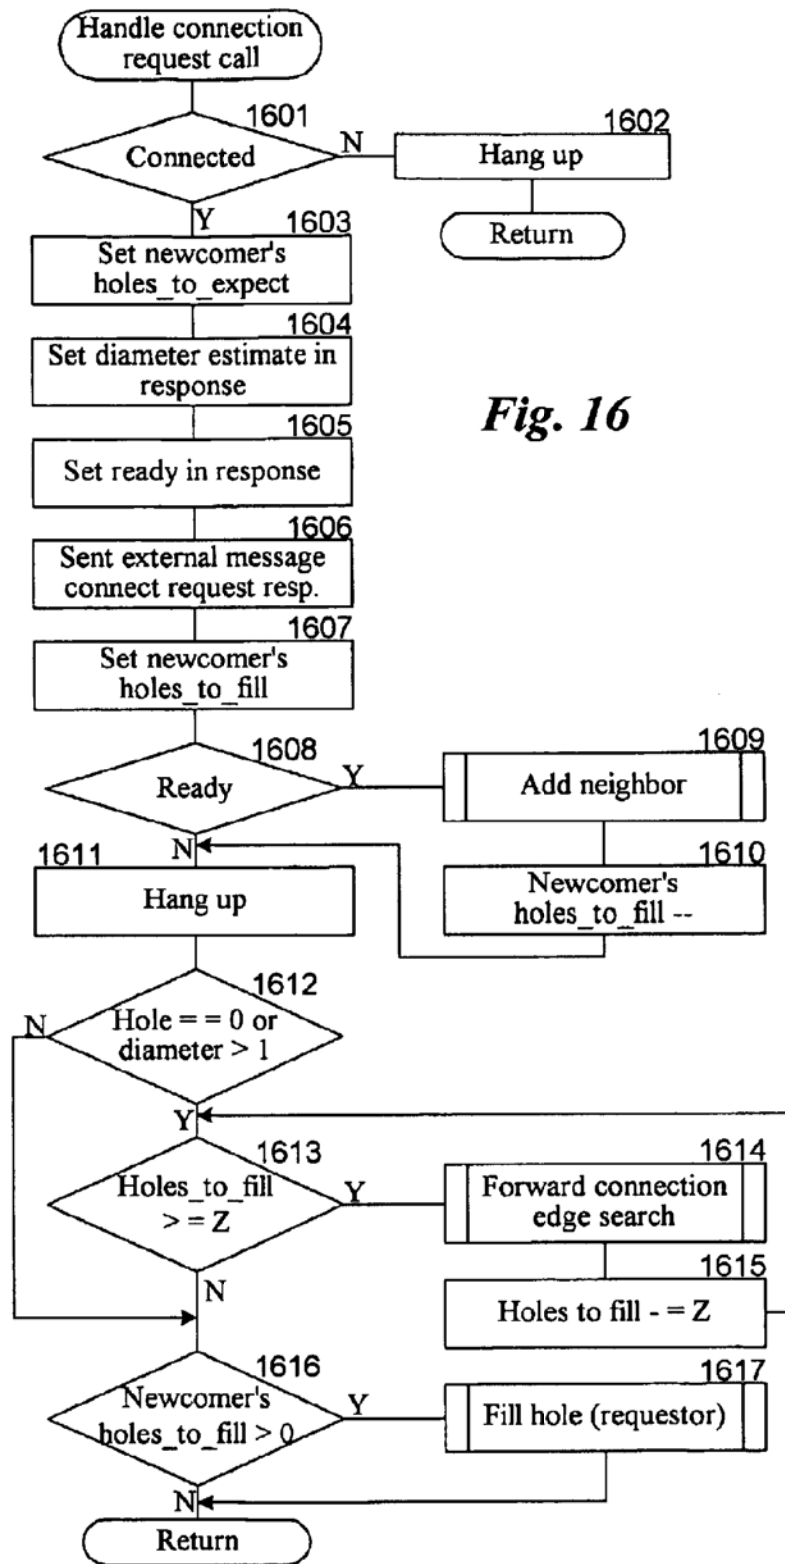 Handle connection
request call
1601
Connected
N
1602
Hang up
Return
Y
1603
Set newcomer's
holes_to_expect
1604
Set diameter estimate in
response
Fig. 16
1605
Set ready in response
1606
Sent external message
connect request resp.
1607
Set newcomer's
holes_to_fill
1608
Ready
Y
1609
Add neighbor
N
1610
Newcomer's
holes_to_fill --
1611
Hang up
1612
Hole = = 0 or
diameter > 1
N
Y
1613
Holes_to_fill
> = Z
Y
1614
Forward connection
edge search
N
1615
Holes to fill - = Z
1616
Newcomer's
holes_to_fill > 0
Y
1617
Fill hole (requestor)
N
Return